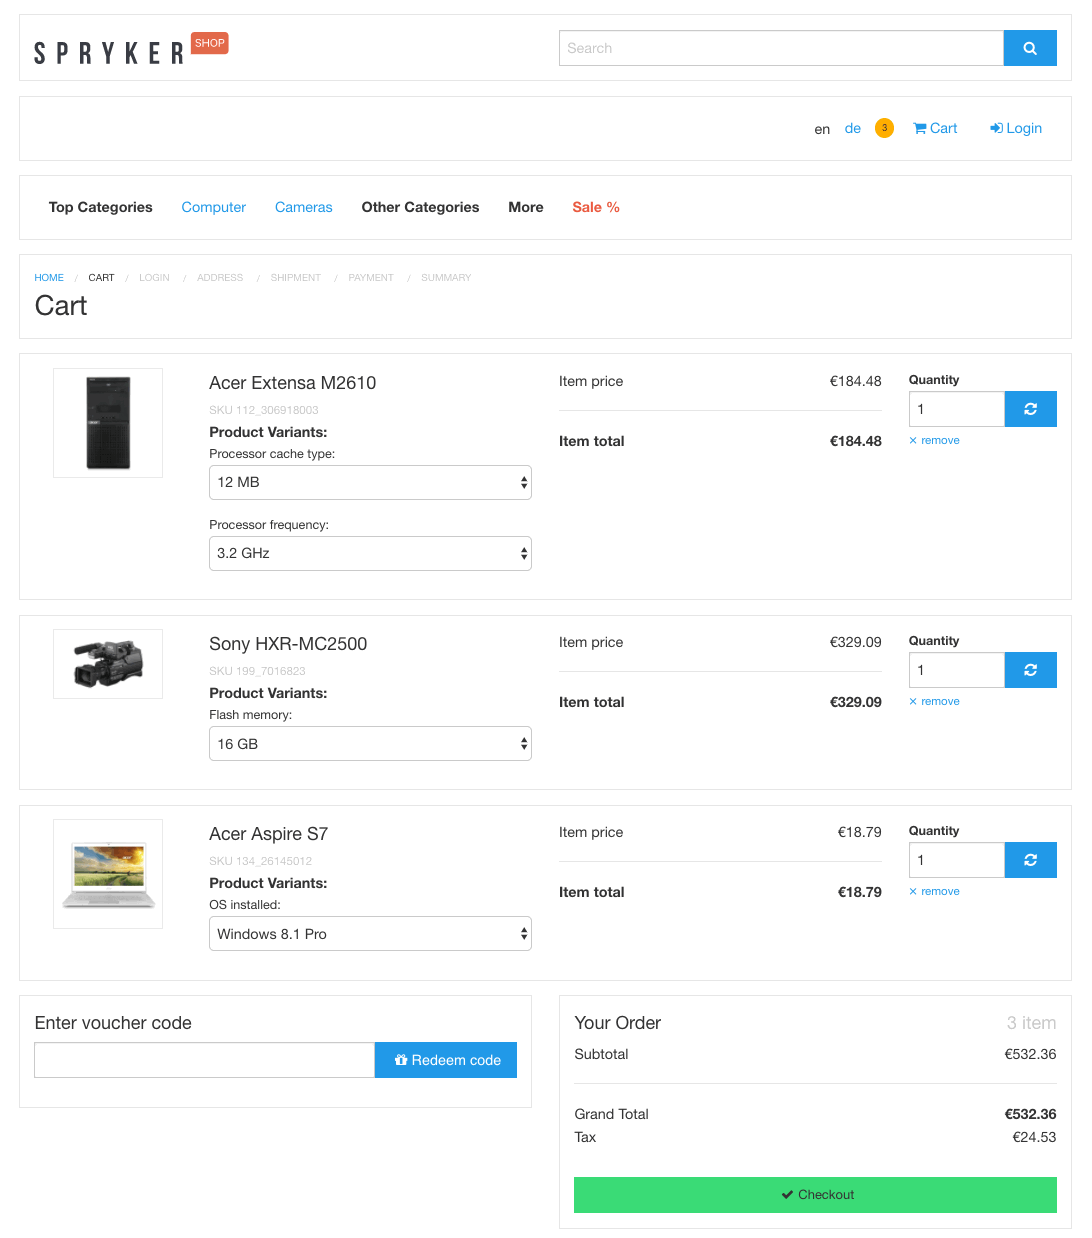 SPRYKER SHOP
Search
en de 3 Cart Login
Top Categories Computer Cameras Other Categories More Sale %
HOME / CART / LOGIN / ADDRESS / SHIPMENT / PAYMENT / SUMMARY
Cart
Acer Extensa M2610
SKU 112_306918003
Product Variants:
Processor cache type:
12 MB
Processor frequency:
3.2 GHz
Item price €184.48
Item total €184.48
Quantity
1
× remove
Sony HXR-MC2500
SKU 199_7016823
Product Variants:
Flash memory:
16 GB
Item price €329.09
Item total €329.09
Quantity
1
× remove
Acer Aspire S7
SKU 134_26145012
Product Variants:
OS installed:
Windows 8.1 Pro
Item price €18.79
Item total €18.79
Quantity
1
× remove
Enter voucher code
Redeem code
Your Order 3 item
Subtotal €532.36
Grand Total €532.36
Tax €24.53
Checkout